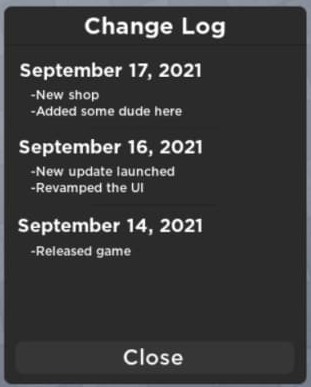 Change Log
September 17, 2021
-New shop
-Added some dude here
September 16, 2021
-New update launched
-Revamped the UI
September 14, 2021
-Released game
Close